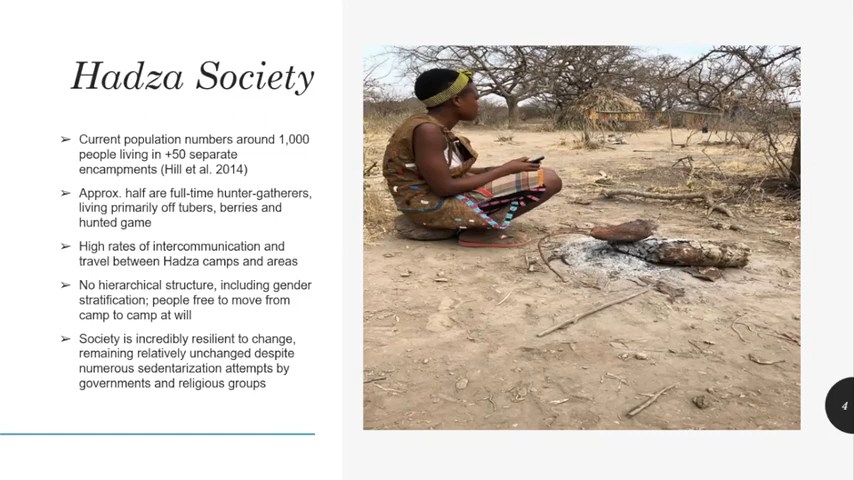 Hadza Society
➢ Current population numbers around 1,000
people living in +50 separate
encampments (Hill et al. 2014)
➢ Approx. half are full-time hunter-gatherers,
living primarily off tubers, berries and
hunted game
➢ High rates of intercommunication and
travel between Hadza camps and areas
➢ No hierarchical structure, including gender
stratification; people free to move from
camp to camp at will
➢ Society is incredibly resilient to change,
remaining relatively unchanged despite
numerous sedentarization attempts by
governments and religious groups
4